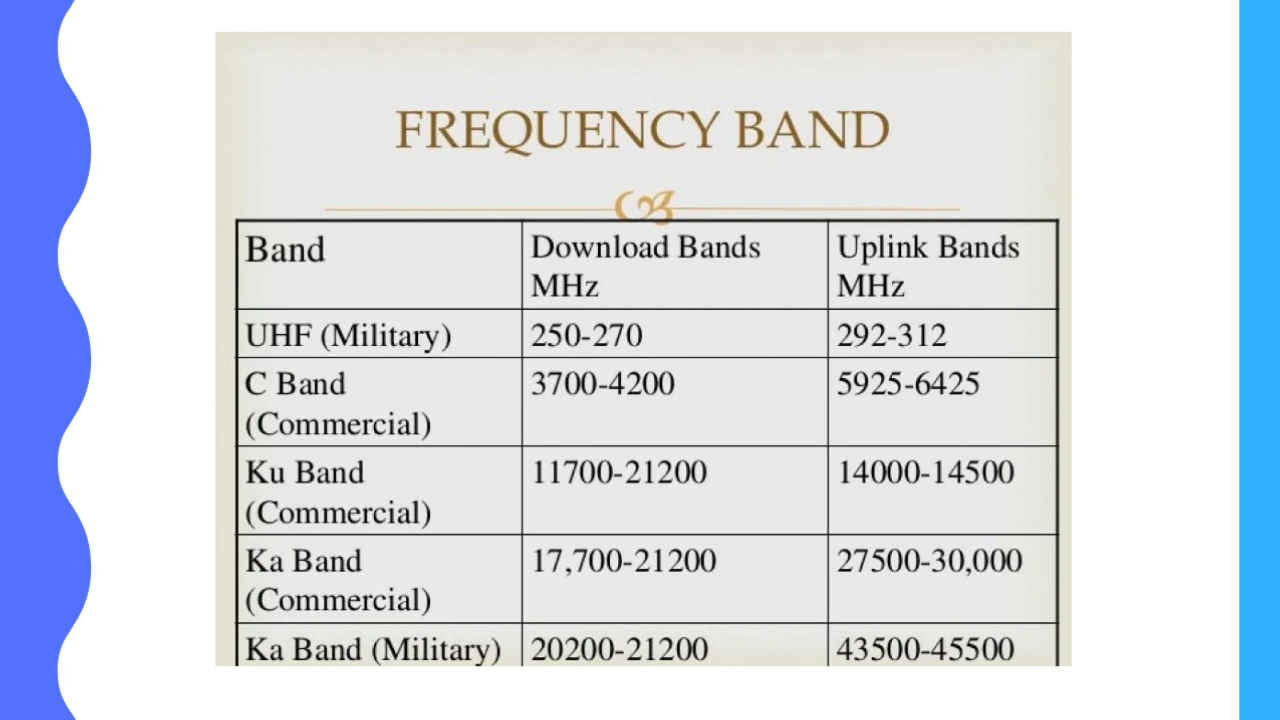 FREQUENCY BAND
Band Download Bands MHz Uplink Bands MHz
UHF (Military) 250-270 292-312
C Band (Commercial) 3700-4200 5925-6425
Ku Band (Commercial) 11700-21200 14000-14500
Ka Band (Commercial) 17,700-21200 27500-30,000
Ka Band (Military) 20200-21200 43500-45500